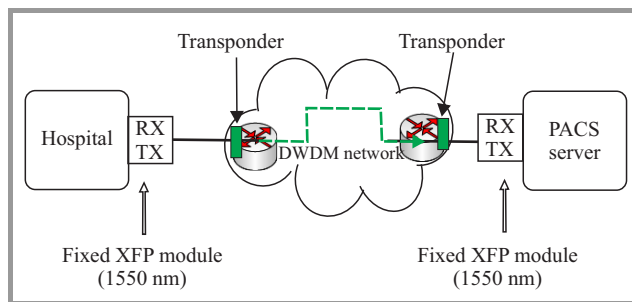 Transponder
Transponder
Hospital
RX
TX
DWDM network
RX
TX
PACS
server
Fixed XFP module
(1550 nm)
Fixed XFP module
(1550 nm)